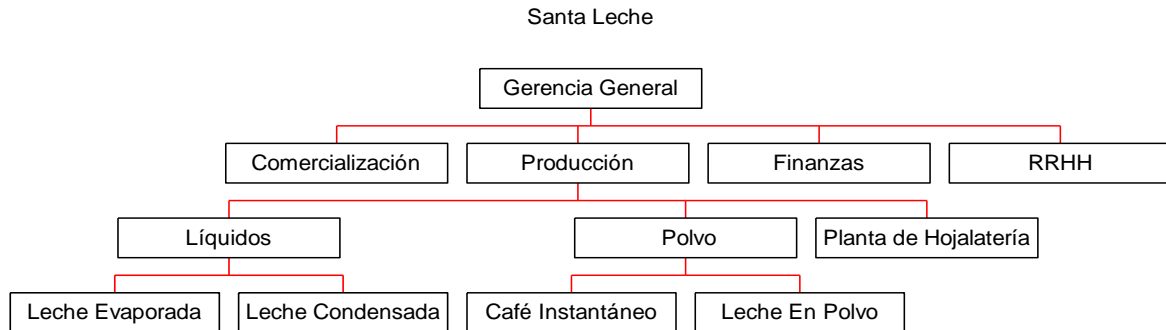 Santa Leche
Gerencia General
Comercialización
Producción
Finanzas
RRHH
Líquidos
Polvo
Planta de Hojalatería
Leche Evaporada
Leche Condensada
Café Instantáneo
Leche En Polvo